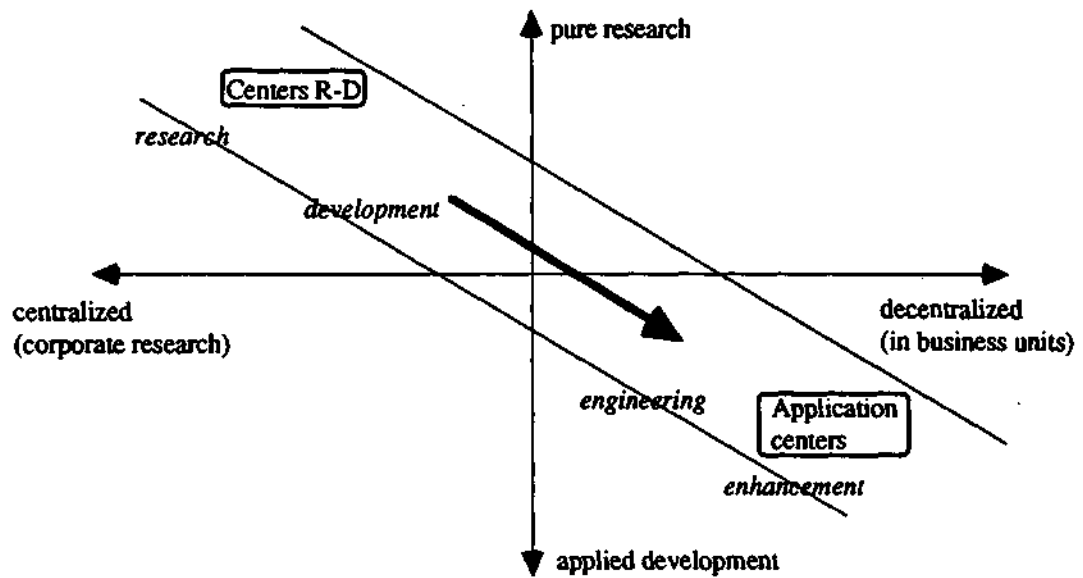 pure research
Centers R-D
research
development
centralized
(corporate research)
decentralized
(in business units)
engineering
Application
centers
enhancement
applied development